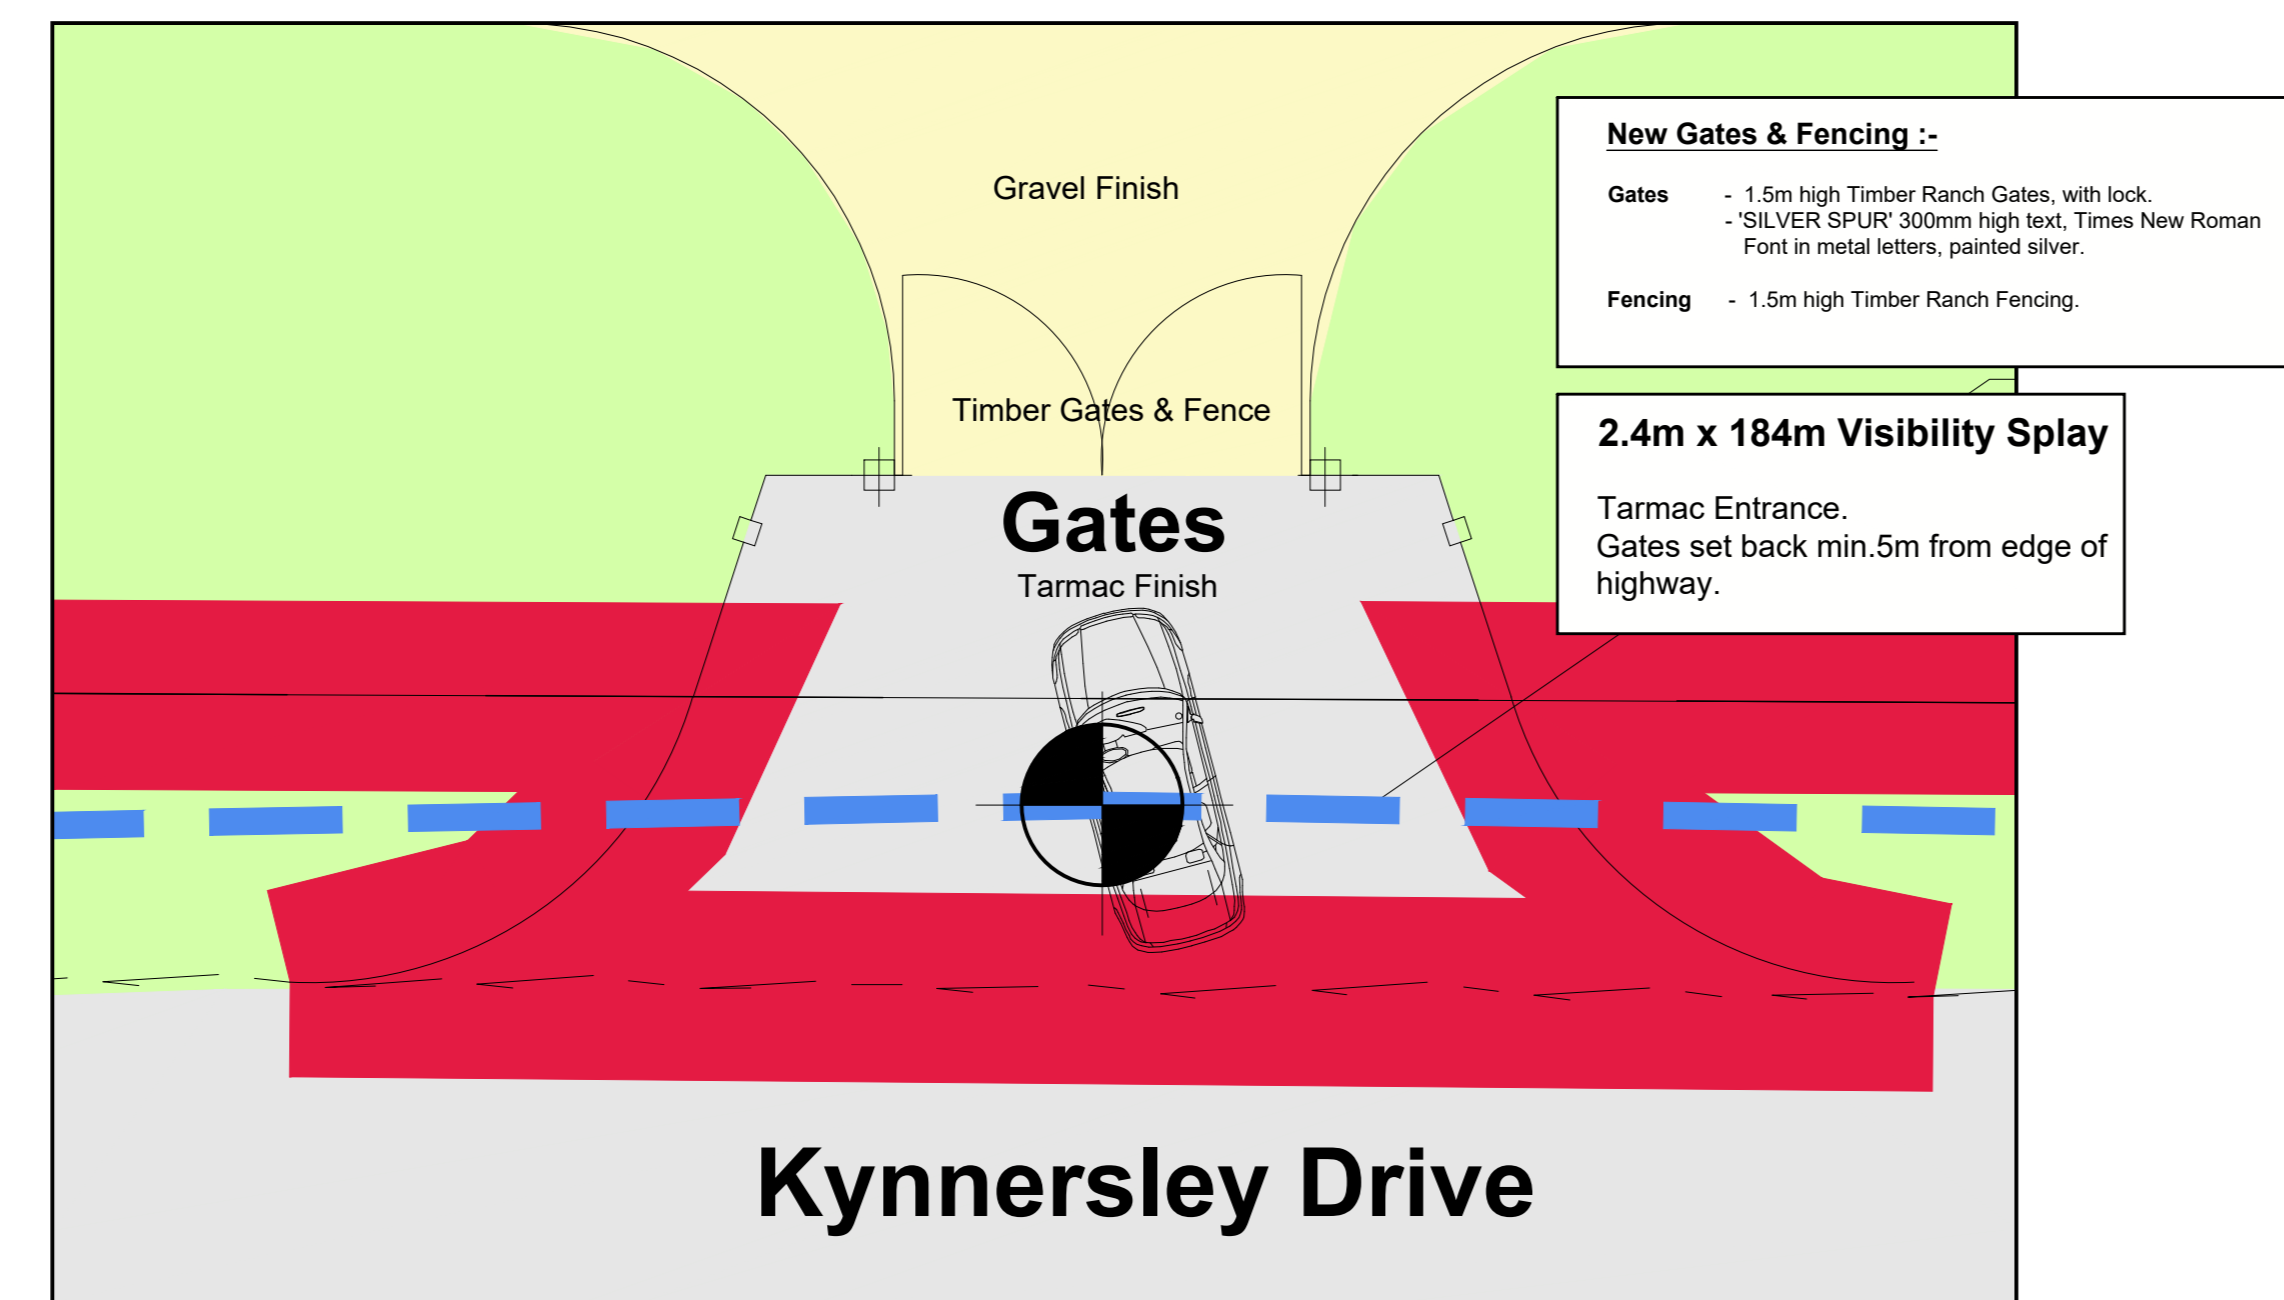 Gravel Finish
Timber Gates & Fence
Gates
Tarmac Finish
Kynnersley Drive
New Gates & Fencing :-
Gates - 1.5m high Timber Ranch Gates, with lock.
- 'SILVER SPUR' 300mm high text, Times New Roman
Font in metal letters, painted silver.
Fencing - 1.5m high Timber Ranch Fencing.
2.4m x 184m Visibility Splay
Tarmac Entrance.
Gates set back min.5m from edge of
highway.